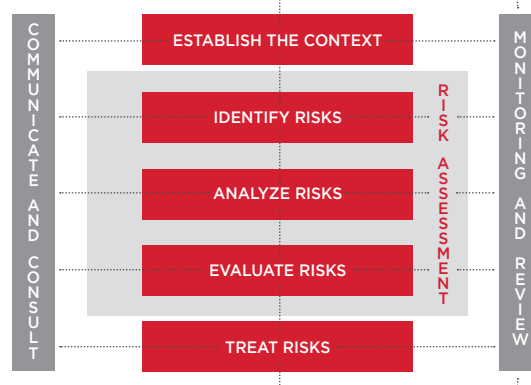 COMMUNICATE AND CONSULT
ESTABLISH THE CONTEXT
IDENTIFY RISKS
ANALYZE RISKS
EVALUATE RISKS
TREAT RISKS
RISK ASSESSMENT
MONITORING AND REVIEW